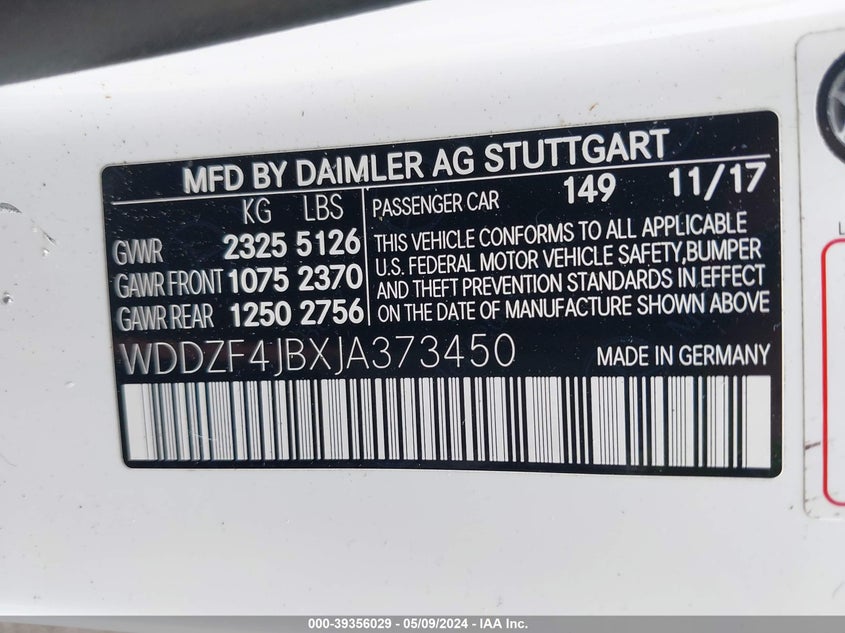 MFD BY DAIMLER AG STUTTGART
KG LBS
PASSENGER CAR 149 11/17
GVWR 2325 5126
GAWR FRONT 1075 2370
GAWR REAR 1250 2756
THIS VEHICLE CONFORMS TO ALL APPLICABLE
U.S. FEDERAL MOTOR VEHICLE SAFETY,BUMPER
AND THEFT PREVENTION STANDARDS IN EFFECT
ON THE DATE OF MANUFACTURE SHOWN ABOVE
WDDZF4JBXJA373450 MADE IN GERMANY
000-39356029 - 05/09/2024 - IAA Inc.